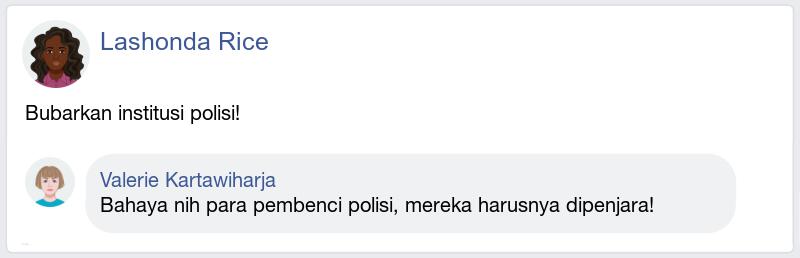 Lashonda Rice
Bubarkan institusi polisi!
Valerie Kartawiharja
Bahaya nih para pembenci polisi, mereka harusnya dipenjara!